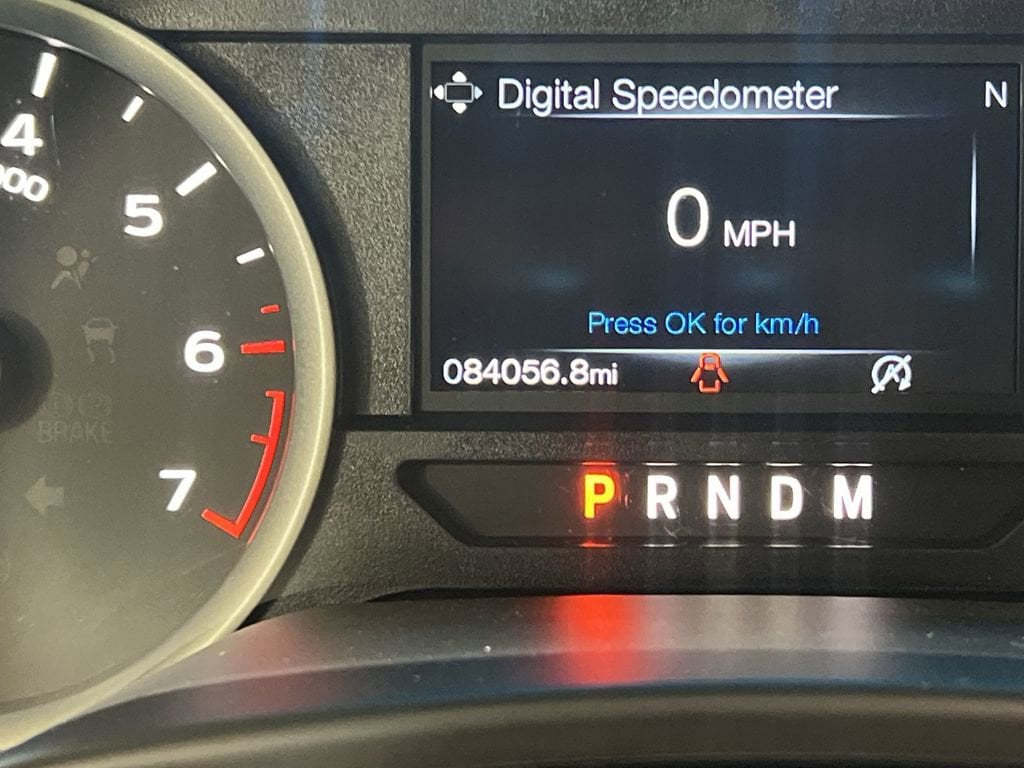 Digital Speedometer N
0 MPH
Press OK for km/h
084056.8mi
P R N D M
4
5
6
7
BRAKE